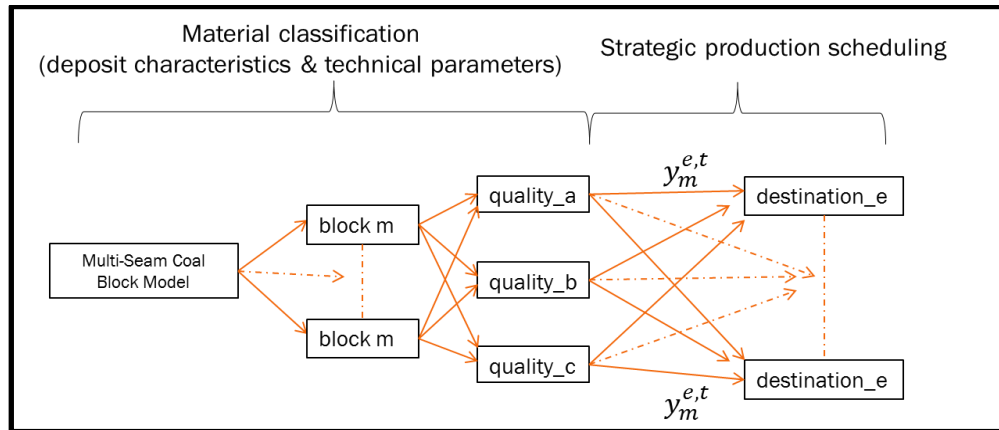 Material classification
(deposit characteristics & technical parameters)
Strategic production scheduling
Multi-Seam Coal
Block Model
block m
block m
quality_a
quality_b
quality_c
y_m^{e,t}
y_m^{e,t}
destination_e
destination_e